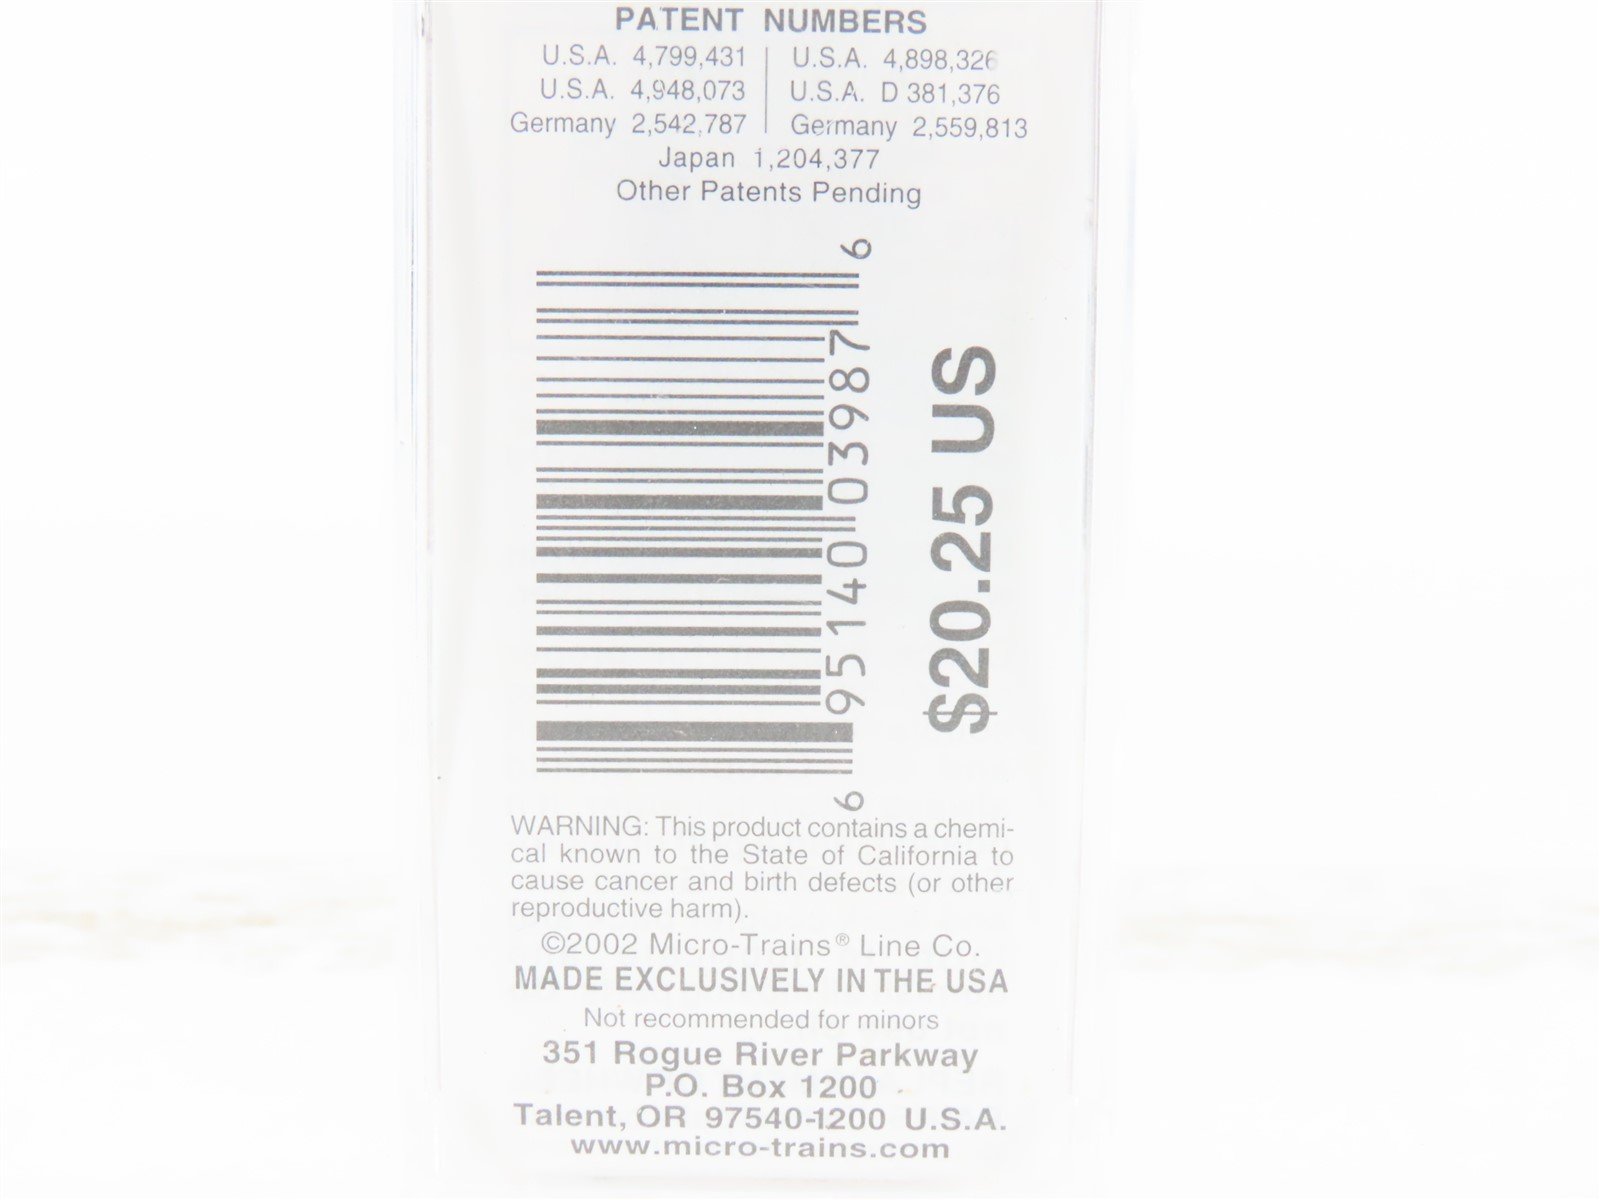 PATENT NUMBERS
U.S.A. 4,799,431 | U.S.A. 4,898,326
U.S.A. 4,948,073 | U.S.A. D 381,376
Germany 2,542,787 | Germany 2,559,813
Japan 1,204,377
Other Patents Pending
6 95140 03987 6
$20.25 US
WARNING: This product contains a chemi-
cal known to the State of California to
cause cancer and birth defects (or other
reproductive harm).
©2002 Micro-Trains® Line Co.
MADE EXCLUSIVELY IN THE USA
Not recommended for minors
351 Rogue River Parkway
P.O. Box 1200
Talent, OR 97540-1200 U.S.A.
www.micro-trains.com